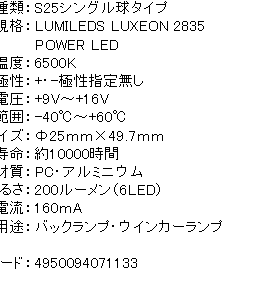 種類：S25シングル球タイプ
規格：LUMILEDS LUXEON 2835
POWER LED
温度：6500K
極性：+・-極性指定無し
電圧：+9V～+16V
範囲：-40℃～+60℃
イズ：Φ25mm×49.7mm
寿命：約10000時間
材質：PC・アルミニウム
るさ：200ルーメン（6LED）
電流：160mA
用途：バックランプ・ウインカーランプ
ード：4950094071133